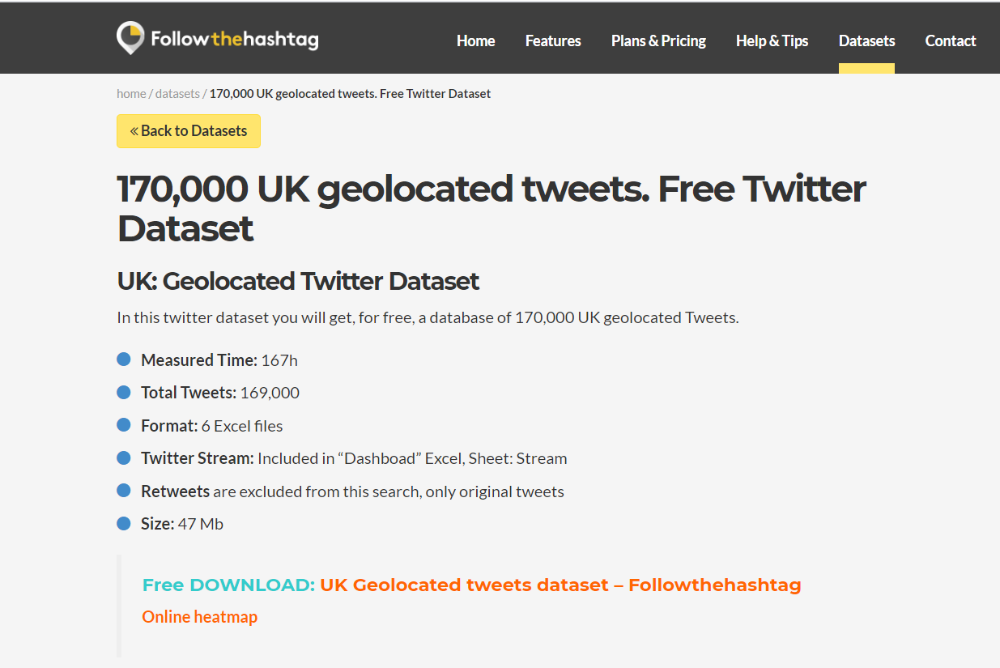 Followthehashtag
Home Features Plans & Pricing Help & Tips Datasets Contact
home / datasets / 170,000 UK geolocated tweets. Free Twitter Dataset
« Back to Datasets
170,000 UK geolocated tweets. Free Twitter
Dataset
UK: Geolocated Twitter Dataset
In this twitter dataset you will get, for free, a database of 170,000 UK geolocated Tweets.
Measured Time: 167h
Total Tweets: 169,000
Format: 6 Excel files
Twitter Stream: Included in “Dashboad” Excel, Sheet: Stream
Retweets are excluded from this search, only original tweets
Size: 47 Mb
Free DOWNLOAD: UK Geolocated tweets dataset – Followthehashtag
Online heatmap